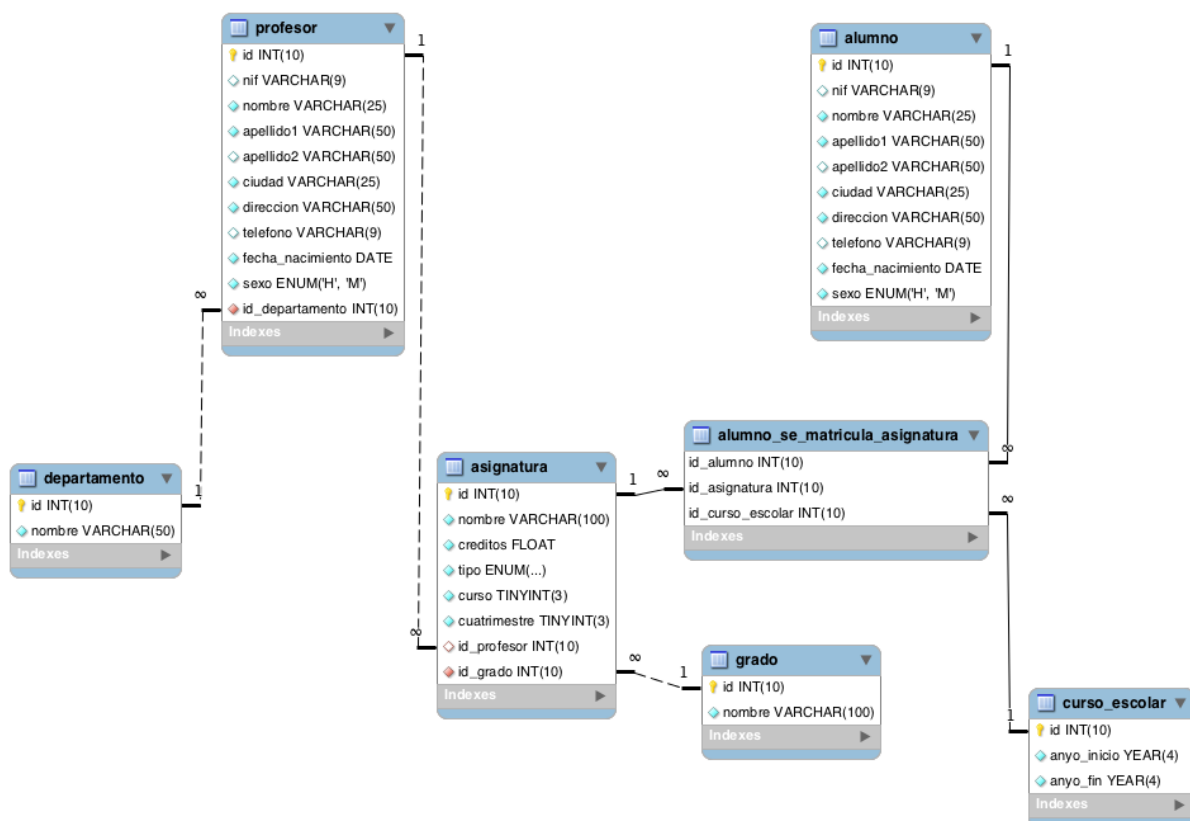 profesor
id INT(10)
nif VARCHAR(9)
nombre VARCHAR(25)
apellido1 VARCHAR(50)
apellido2 VARCHAR(50)
ciudad VARCHAR(25)
direccion VARCHAR(50)
telefono VARCHAR(9)
fecha_nacimiento DATE
sexo ENUM('H', 'M')
id_departamento INT(10)
Indexes
1
∞
alumno
id INT(10)
nif VARCHAR(9)
nombre VARCHAR(25)
apellido1 VARCHAR(50)
apellido2 VARCHAR(50)
ciudad VARCHAR(25)
direccion VARCHAR(50)
telefono VARCHAR(9)
fecha_nacimiento DATE
sexo ENUM('H', 'M')
Indexes
1
departamento
id INT(10)
nombre VARCHAR(50)
Indexes
1
asignatura
id INT(10)
nombre VARCHAR(100)
creditos FLOAT
tipo ENUM(...)
curso TINYINT(3)
cuatrimestre TINYINT(3)
id_profesor INT(10)
id_grado INT(10)
Indexes
1
∞
∞
alumno_se_matricula_asignatura
id_alumno INT(10)
id_asignatura INT(10)
id_curso_escolar INT(10)
Indexes
∞
∞
∞
grado
id INT(10)
nombre VARCHAR(100)
Indexes
1
curso_escolar
id INT(10)
anyo_inicio YEAR(4)
anyo_fin YEAR(4)
Indexes
1